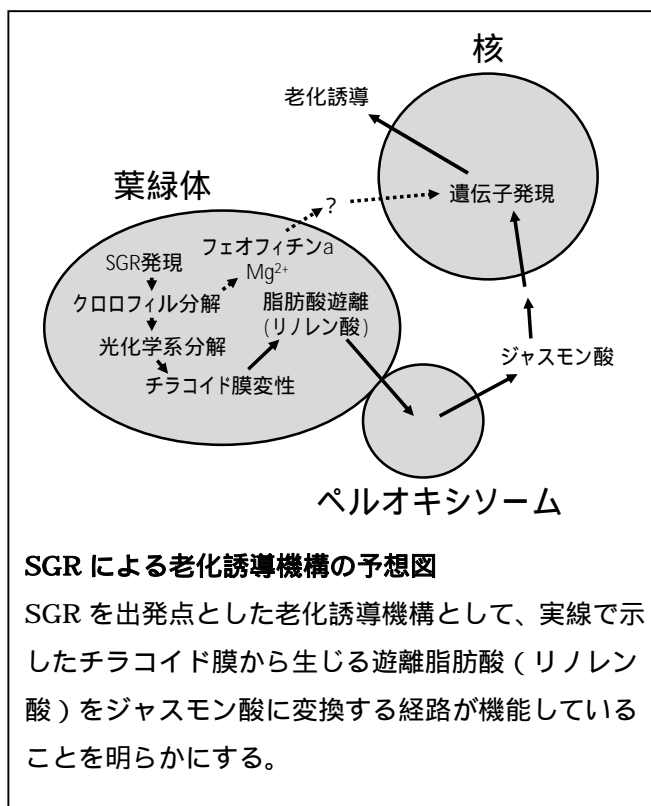 核
老化誘導
葉緑体
?
遺伝子発現
フェオフィチンa
SGR発現
Mg2+
クロロフィル分解
脂肪酸遊離
(リノレン酸)
光化学系分解
ジャスモン酸
チラコイド膜変性
ペルオキシソーム
SGR による老化誘導機構の予想図
SGR を出発点とした老化誘導機構として、実線で示
したチラコイド膜から生じる遊離脂肪酸(リノレン
酸)をジャスモン酸に変換する経路が機能している
ことを明らかにする。